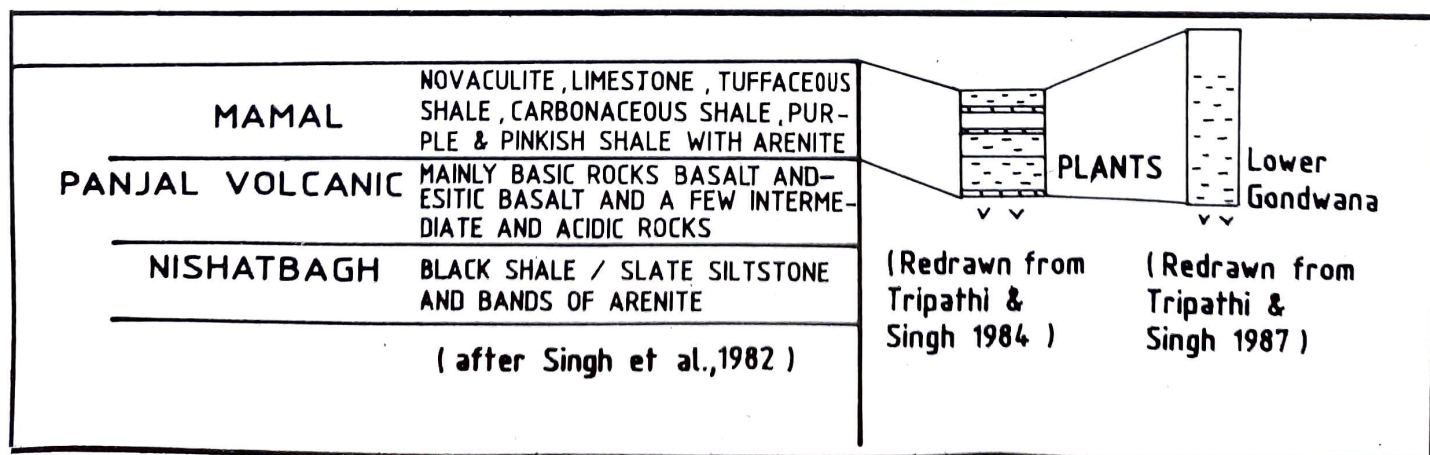 MAMAL
NOVACULITE, LIMESTONE, TUFFACEOUS
SHALE, CARBONACEOUS SHALE, PUR-
PLE & PINKISH SHALE WITH ARENITE
PANJAL VOLCANIC
MAINLY BASIC ROCKS BASALT AND-
ESITIC BASALT AND A FEW INTERME-
DIATE AND ACIDIC ROCKS
NISHATBAGH
BLACK SHALE / SLATE SILTSTONE
AND BANDS OF ARENITE
( after Singh et al.,1982 )
PLANTS
(Redrawn from
Tripathi &
Singh 1984 )
Lower
Gondwana
(Redrawn from
Tripathi &
Singh 1987 )